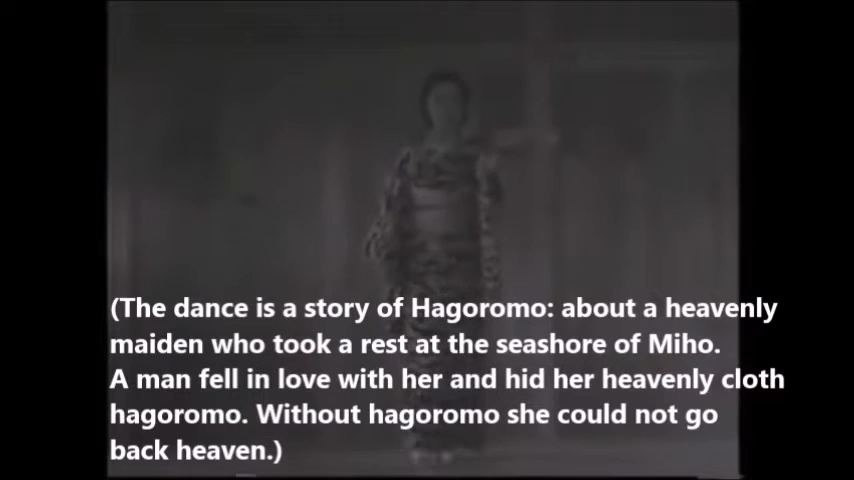 (The dance is a story of Hagoromo: about a heavenly
maiden who took a rest at the seashore of Miho.
A man fell in love with her and hid her heavenly cloth
hagoromo. Without hagoromo she could not go
back heaven.)